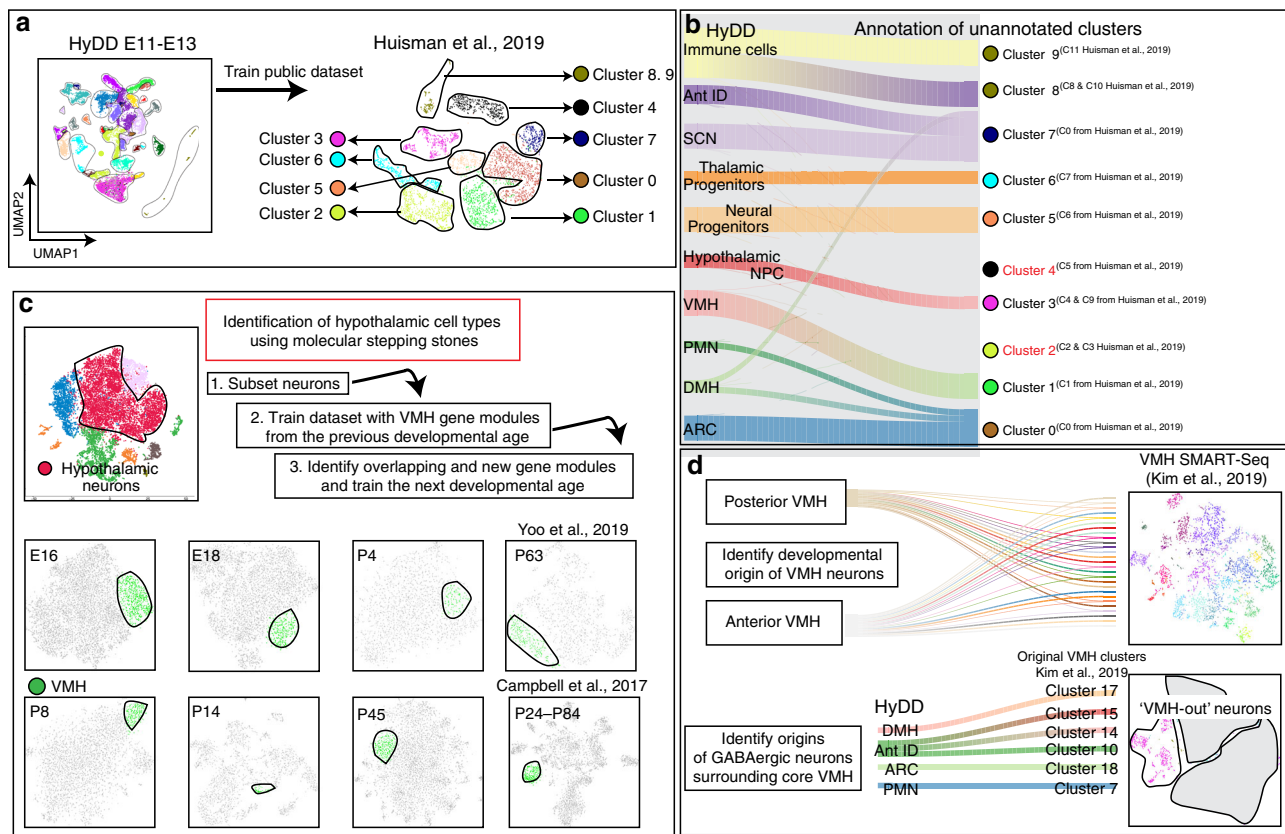 a
HyDD E11-E13
Train public dataset
Huisman et al., 2019
Cluster 8. 9
Cluster 4
Cluster 3
Cluster 7
Cluster 6
Cluster 5
Cluster 0
Cluster 2
Cluster 1
UMAP2
UMAP1
b
HyDD
Annotation of unannotated clusters
Immune cells
Cluster 9(C11 Huisman et al., 2019)
Cluster 8(C8 & C10 Huisman et al., 2019)
Ant ID
Cluster 7(C0 from Huisman et al., 2019)
SCN
Thalamic
Progenitors
Cluster 6(C7 from Huisman et al., 2019)
Neural
Progenitors
Cluster 5(C6 from Huisman et al., 2019)
Hypothalamic
NPC
Cluster 4(C5 from Huisman et al., 2019)
VMH
Cluster 3(C4 & C9 from Huisman et al., 2019)
PMN
Cluster 2(C2 & C3 Huisman et al., 2019)
DMH
Cluster 1(C1 from Huisman et al., 2019)
ARC
Cluster 0(C0 from Huisman et al., 2019)
c
Identification of hypothalamic cell types
using molecular stepping stones
1. Subset neurons
2. Train dataset with VMH gene modules
from the previous developmental age
3. Identify overlapping and new gene modules
and train the next developmental age
Hypothalamic
neurons
Yoo et al., 2019
E16
E18
P4
P63
VMH
Campbell et al., 2017
P8
P14
P45
P24–P84
d
VMH SMART-Seq
(Kim et al., 2019)
Posterior VMH
Identify developmental
origin of VMH neurons
Anterior VMH
Original VMH clusters
Kim et al., 2019
HyDD
Cluster 17
DMH
Cluster 15
Ant ID
Cluster 14
Cluster 10
ARC
Cluster 18
PMN
Cluster 7
Identify origins
of GABAergic neurons
surrounding core VMH
'VMH-out' neurons